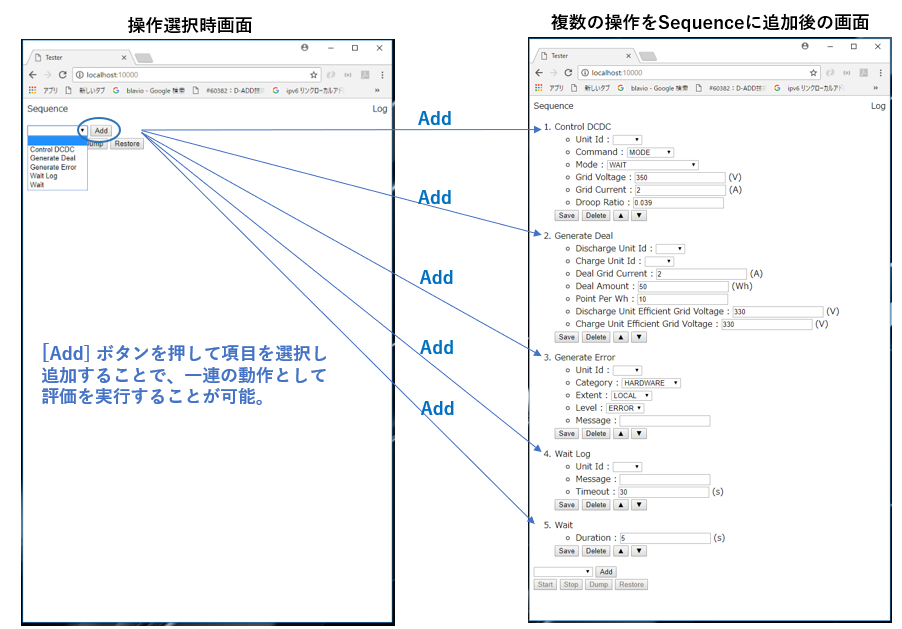 操作選択時画面
複数の操作をSequenceに追加後の画面
Tester
localhost:10000
アプリ 新しいタブ blavio - Google 検索 #60382 : D-ADD技 ipv6 リンクローカルアド
Sequence Log
Add
Control DCDC
Generate Deal
Generate Error
Wait Log
Wait
Restore
[Add] ボタンを押して項目を選択し
追加することで、一連の動作として
評価を実行することが可能。
Add
Add
Add
Add
Add
Tester
localhost:10000
アプリ 新しいタブ blavio - Google 検索 #60382 : D-ADD技 ipv6 リンクローカルアド
Sequence Log
1. Control DCDC
Unit Id :
Command : MODE
Mode : WAIT
Grid Voltage : 350 (V)
Grid Current : 2 (A)
Droop Ratio : 0.039
Save Delete ▲ ▼
2. Generate Deal
Discharge Unit Id :
Charge Unit Id :
Deal Grid Current : 2 (A)
Deal Amount : 50 (Wh)
Point Per Wh : 10
Discharge Unit Efficient Grid Voltage : 330 (V)
Charge Unit Efficient Grid Voltage : 330 (V)
Save Delete ▲ ▼
3. Generate Error
Unit Id :
Category : HARDWARE
Extent : LOCAL
Level : ERROR
Message :
Save Delete ▲ ▼
4. Wait Log
Unit Id :
Message :
Timeout : 30 (s)
Save Delete ▲ ▼
5. Wait
Duration : 5 (s)
Save Delete ▲ ▼
Add
Start Stop Dump Restore